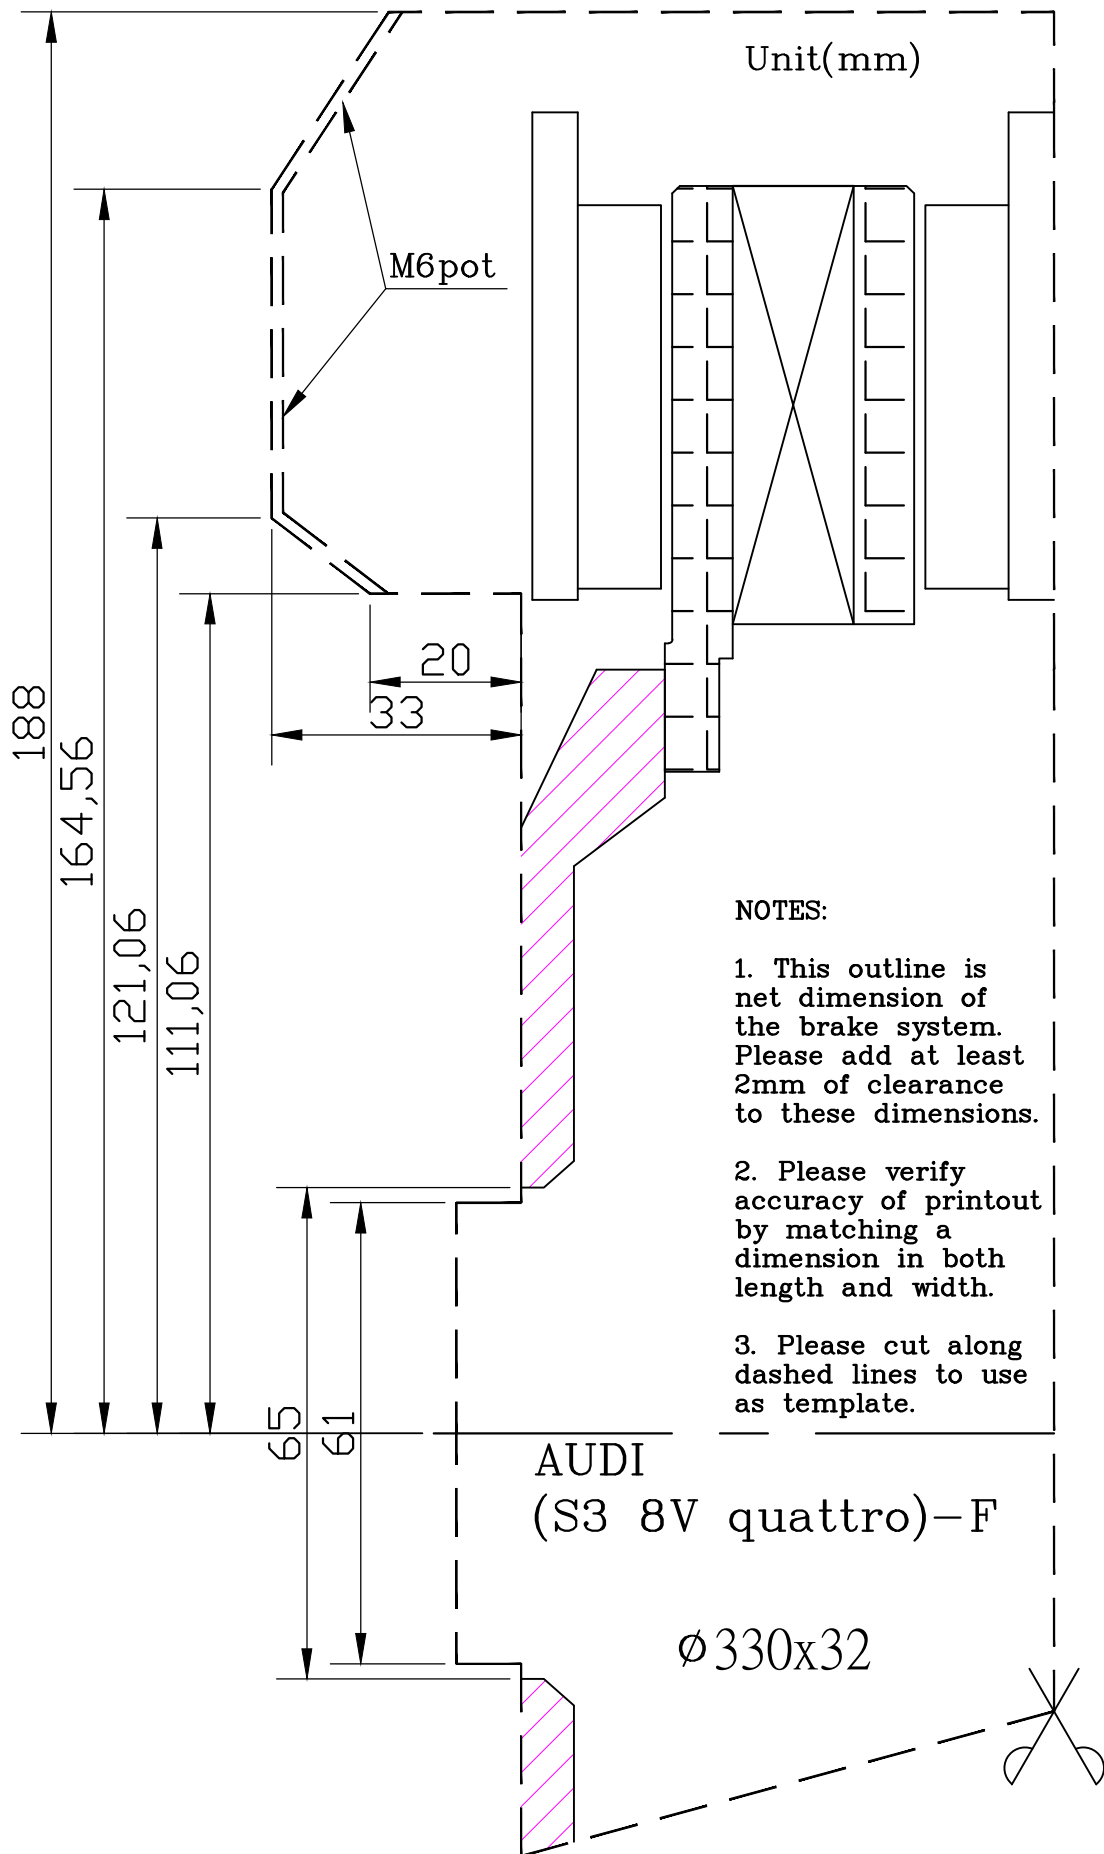 Unit(mm)
M6pot
20
33
188
164,56
121,06
111,06
NOTES:
1. This outline is
net dimension of
the brake system.
Please add at least
2mm of clearance
to these dimensions.
2. Please verify
accuracy of printout
by matching a
dimension in both
length and width.
3. Please cut along
dashed lines to use
as template.
65
61
AUDI
(S3 8V quattro)-F
Ø330x32